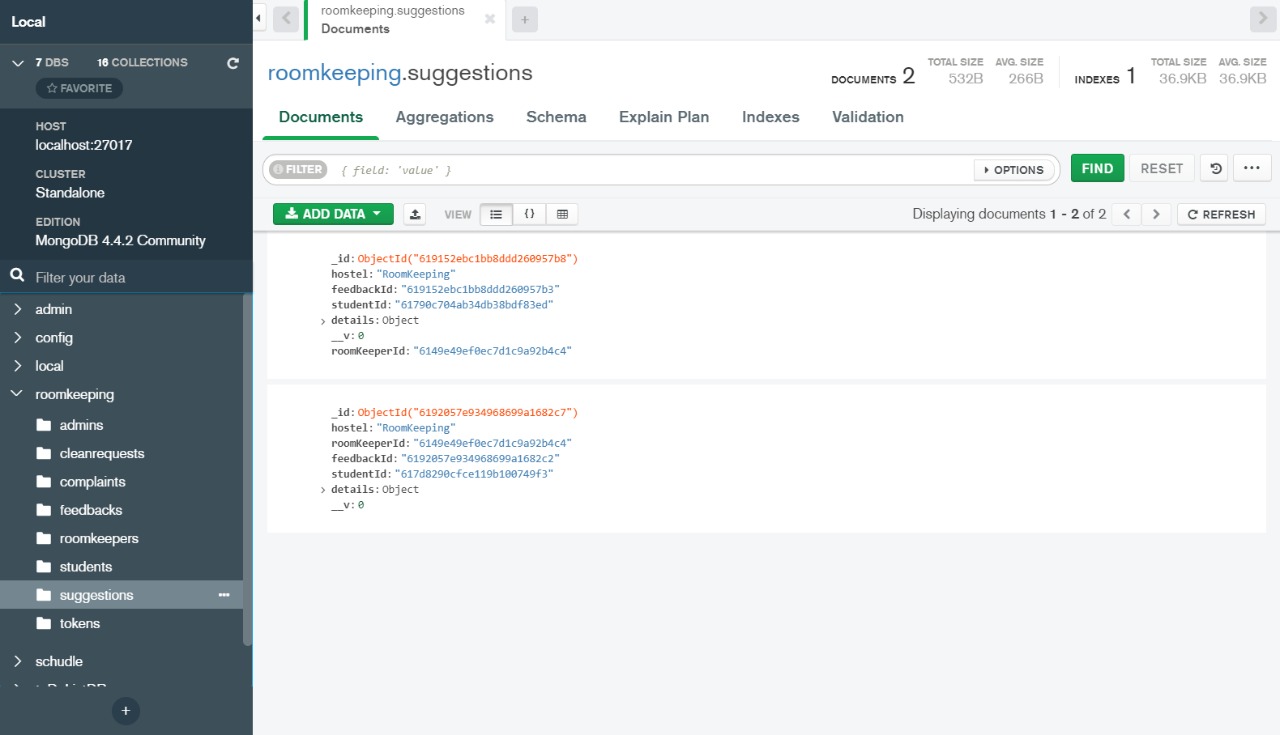 Local
7 DBS 16 COLLECTIONS
FAVORITE
HOST
localhost:27017
CLUSTER
Standalone
EDITION
MongoDB 4.4.2 Community
Filter your data
admin
config
local
roomkeeping
admins
cleanrequests
complaints
feedbacks
roomkeepers
students
suggestions
tokens
schudle
roomkeeping.suggestions
Documents
roomkeeping.suggestions
DOCUMENTS 2 TOTAL SIZE 532B AVG. SIZE 266B INDEXES 1 TOTAL SIZE 36.9KB AVG. SIZE 36.9KB
Documents Aggregations Schema Explain Plan Indexes Validation
FILTER { field: 'value' } OPTIONS FIND RESET
ADD DATA VIEW {} Displaying documents 1 - 2 of 2 REFRESH
_id: ObjectId("619152ebc1bb8ddd260957b8")
hostel: "RoomKeeping"
feedbackId: "619152ebc1bb8ddd260957b3"
studentId: "61790c704ab34db38bdf83ed"
details: Object
__v: 0
roomKeeperId: "6149e49ef0ec7d1c9a92b4c4"
_id: ObjectId("6192057e934968699a1682c7")
hostel: "RoomKeeping"
roomKeeperId: "6149e49ef0ec7d1c9a92b4c4"
feedbackId: "6192057e934968699a1682c2"
studentId: "617d8290cfce119b100749f3"
details: Object
__v: 0